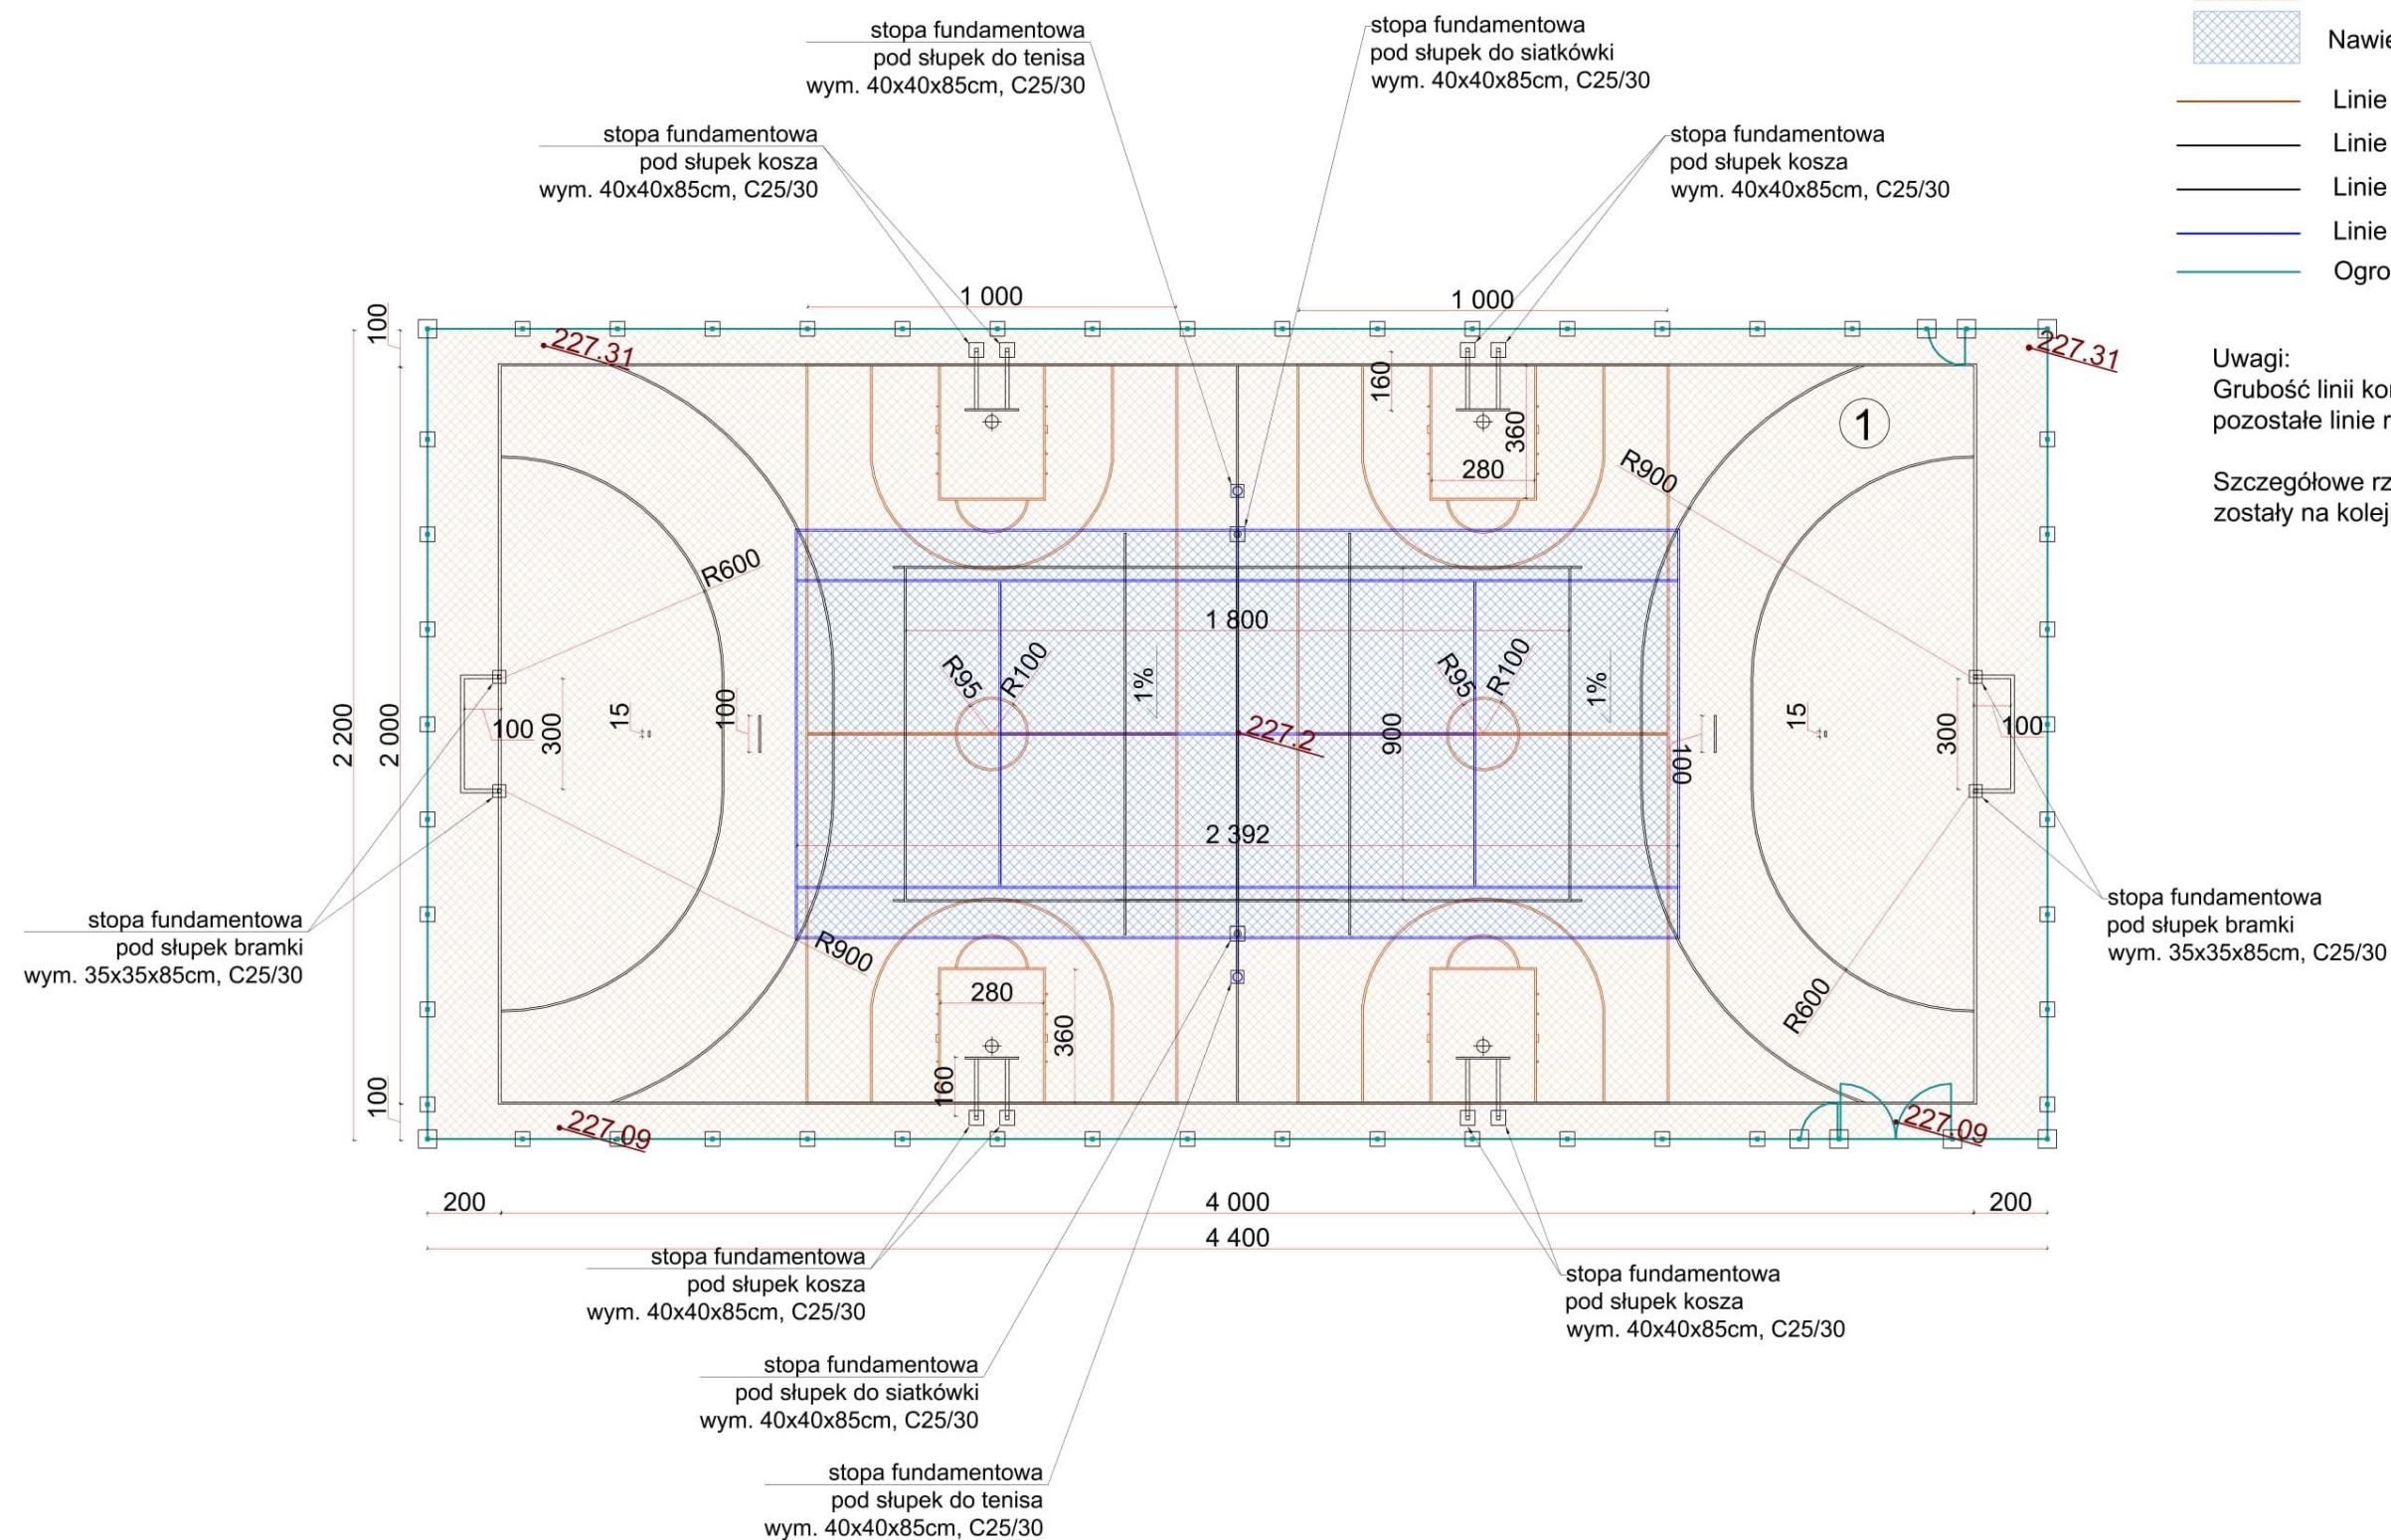 stopa fundamentowa
pod słupek do tenisa
wym. 40x40x85cm, C25/30
stopa fundamentowa
pod słupek do siatkówki
wym. 40x40x85cm, C25/30
stopa fundamentowa
pod słupek kosza
wym. 40x40x85cm, C25/30
stopa fundamentowa
pod słupek kosza
wym. 40x40x85cm, C25/30
Nawie
Linie
Linie
Linie
Linie
Ogro
Uwagi:
Grubość linii kor
pozostałe linie r
Szczegółowe rz
zostały na kolej
1 000
1 000
100
227.31
227.31
160
360
280
1
R900
R600
1 800
R95
R100
1%
R95
R100
1%
2 200
2 000
100
300
15
100
227.2
900
100
15
300
100
2 392
R900
R600
280
360
160
100
227.09
227.09
stopa fundamentowa
pod słupek bramki
wym. 35x35x85cm, C25/30
stopa fundamentowa
pod słupek bramki
wym. 35x35x85cm, C25/30
200
4 000
200
4 400
stopa fundamentowa
pod słupek kosza
wym. 40x40x85cm, C25/30
stopa fundamentowa
pod słupek kosza
wym. 40x40x85cm, C25/30
stopa fundamentowa
pod słupek do siatkówki
wym. 40x40x85cm, C25/30
stopa fundamentowa
pod słupek do tenisa
wym. 40x40x85cm, C25/30